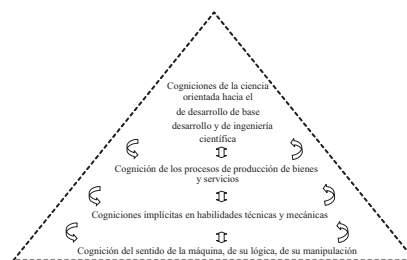 Cogniciones de la ciencia
orientada hacia el
de desarrollo de base
desarrollo y de ingeniería
científica
Cognición de los procesos de producción de bienes
y servicios
Cogniciones implícitas en habilidades técnicas y mecánicas
Cognición del sentido de la máquina, de su lógica, de su manipulación